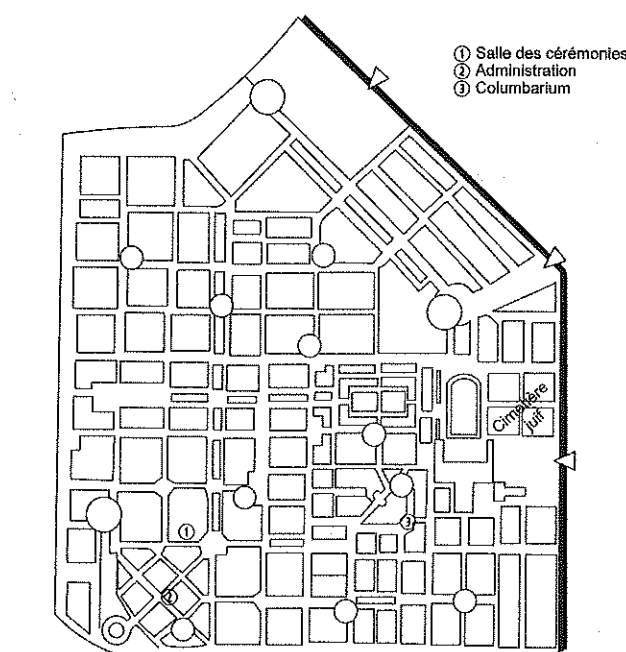 ① Salle des cérémonies
② Administration
③ Columbarium
Cimetière
juif
①
③
②